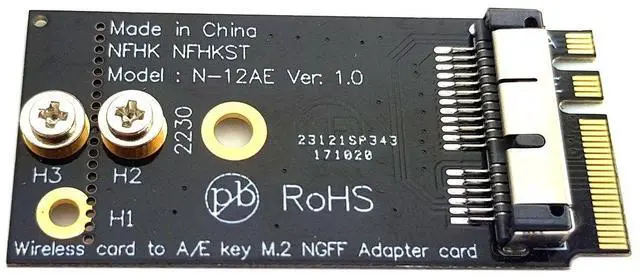 Made in China
NFHK NFHKST
Model : N-12AE Ver: 1.0
A
E
2230
23121SP343
171020
H3
H2
H1
pb
RoHS
Wireless card to A/E key M.2 NGFF Adapter card